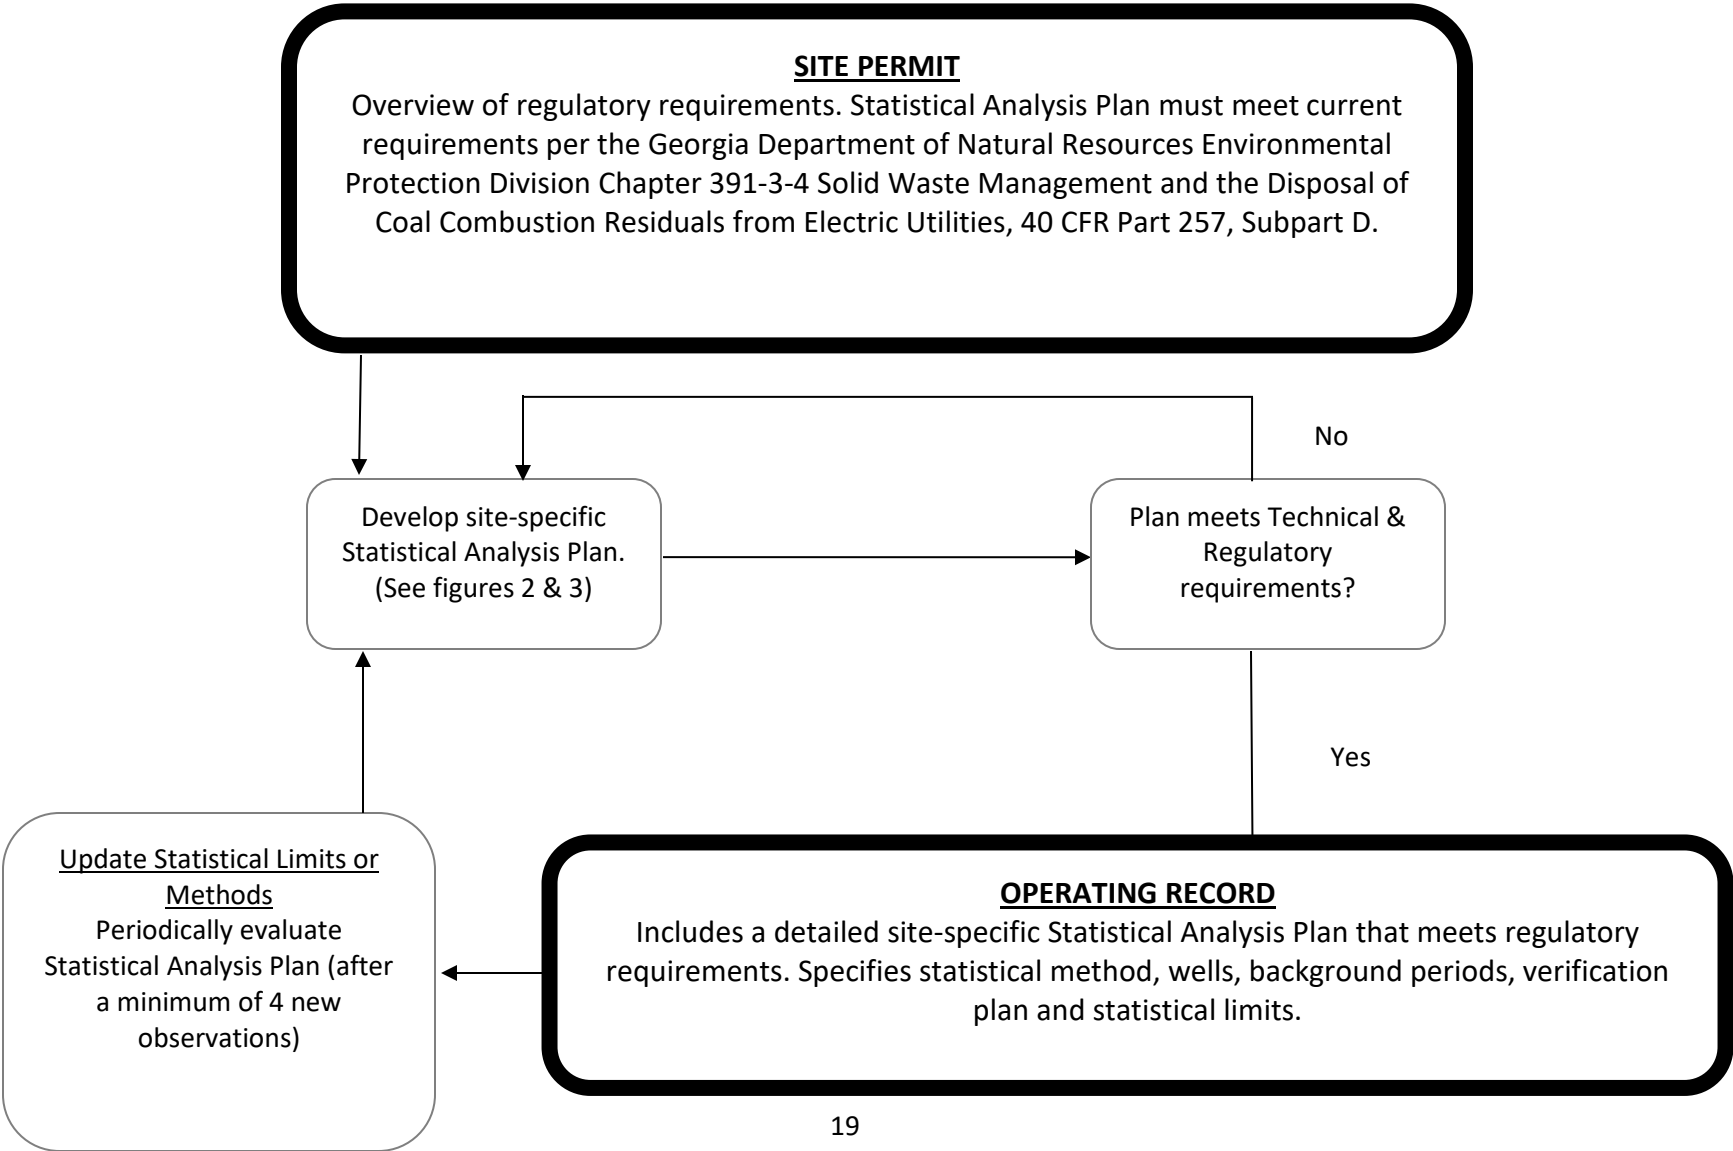 SITE PERMIT
Overview of regulatory requirements. Statistical Analysis Plan must meet current
requirements per the Georgia Department of Natural Resources Environmental
Protection Division Chapter 391-3-4 Solid Waste Management and the Disposal of
Coal Combustion Residuals from Electric Utilities, 40 CFR Part 257, Subpart D.
No
Develop site-specific
Statistical Analysis Plan.
(See figures 2 & 3)
Plan meets Technical &
Regulatory
requirements?
Yes
Update Statistical Limits or
Methods
Periodically evaluate
Statistical Analysis Plan (after
a minimum of 4 new
observations)
OPERATING RECORD
Includes a detailed site-specific Statistical Analysis Plan that meets regulatory
requirements. Specifies statistical method, wells, background periods, verification
plan and statistical limits.
19